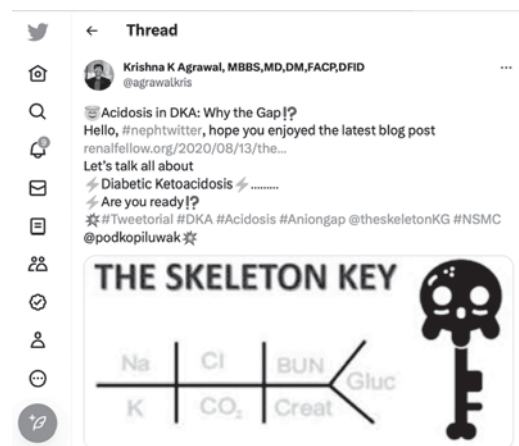 Thread
Krishna K Agrawal, MBBS,MD,DM,FACP,DFID
@agrawalkris
😇Acidosis in DKA: Why the Gap⁉
Hello, #nephtwitter, hope you enjoyed the latest blog post
renalfellow.org/2020/08/13/the...
Let's talk all about
⚡Diabetic Ketoacidosis⚡.........
⚡Are you ready⁉
💥#Tweetorial #DKA #Acidosis #Aniongap @theskeletonKG #NSMC
@podkopiluwak💥
THE SKELETON KEY
Na Cl BUN Gluc
K CO₂ Creat